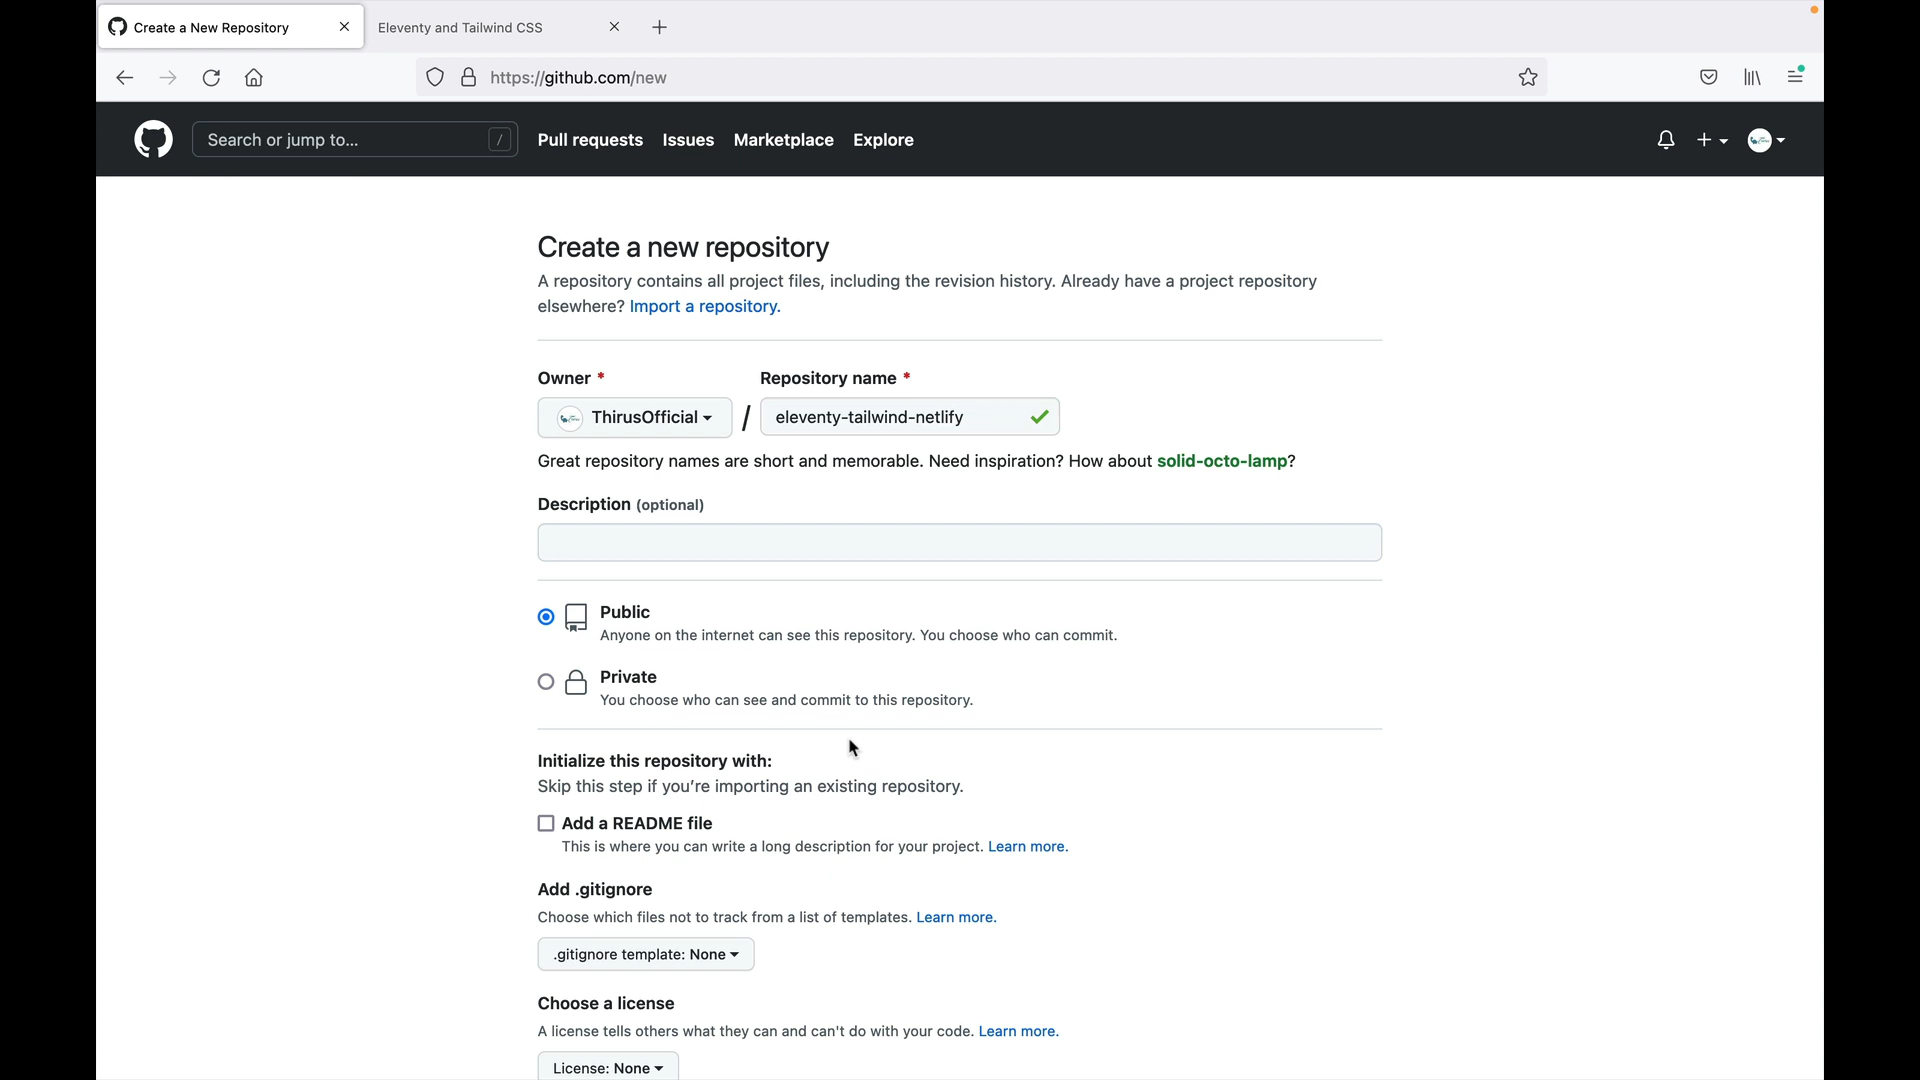 Create a New Repository
Eleventy and Tailwind CSS
https://github.com/new
Search or jump to... /
Pull requests Issues Marketplace Explore
Create a new repository
A repository contains all project files, including the revision history. Already have a project repository
elsewhere? Import a repository.
Owner * Repository name *
ThirusOfficial / eleventy-tailwind-netlify
Great repository names are short and memorable. Need inspiration? How about solid-octo-lamp?
Description (optional)
Public
Anyone on the internet can see this repository. You choose who can commit.
Private
You choose who can see and commit to this repository.
Initialize this repository with:
Skip this step if you're importing an existing repository.
Add a README file
This is where you can write a long description for your project. Learn more.
Add .gitignore
Choose which files not to track from a list of templates. Learn more.
.gitignore template: None
Choose a license
A license tells others what they can and can't do with your code. Learn more.
License: None